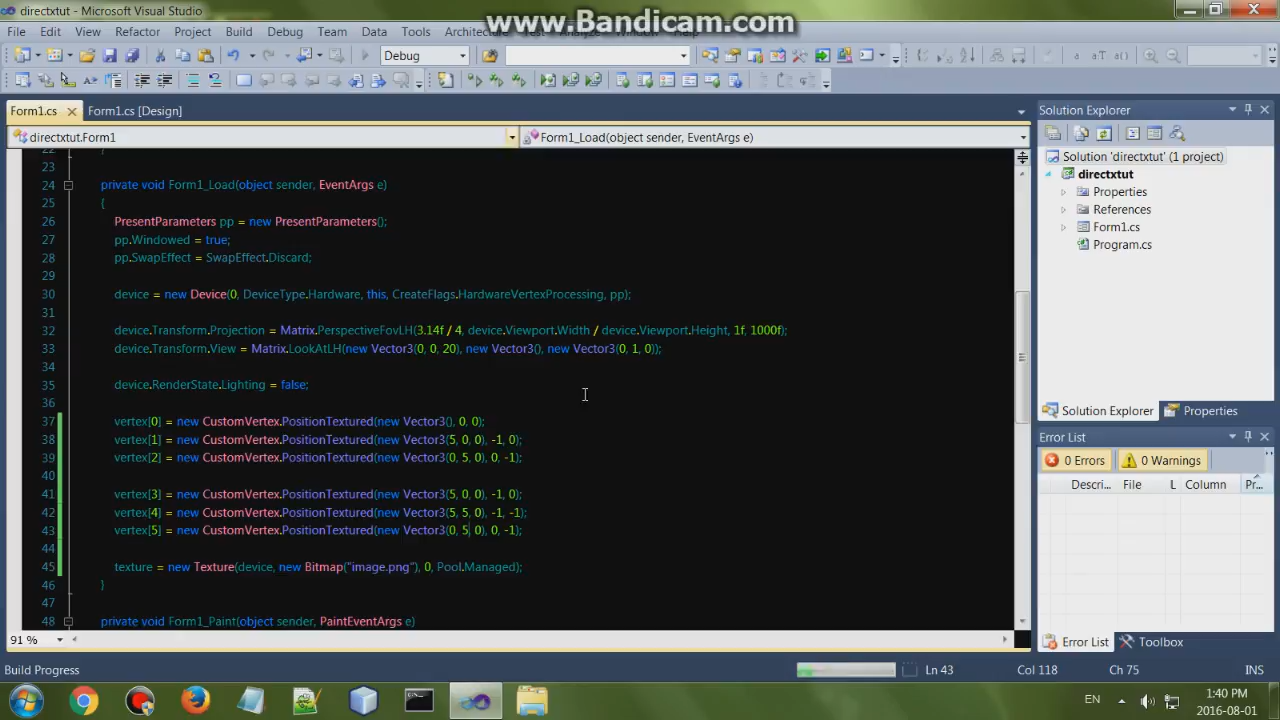 directxtut - Microsoft Visual Studio
www.Bandicam.com
File Edit View Refactor Project Build Debug Team Data Tools Architecture Test Analyze Window Help
Debug
Form1.cs
Form1.cs [Design]
directxtut.Form1
Form1_Load(object sender, EventArgs e)
22 }
23
24 private void Form1_Load(object sender, EventArgs e)
25 {
26 PresentParameters pp = new PresentParameters();
27 pp.Windowed = true;
28 pp.SwapEffect = SwapEffect.Discard;
29
30 device = new Device(0, DeviceType.Hardware, this, CreateFlags.HardwareVertexProcessing, pp);
31
32 device.Transform.Projection = Matrix.PerspectiveFovLH(3.14f / 4, device.Viewport.Width / device.Viewport.Height, 1f, 1000f);
33 device.Transform.View = Matrix.LookAtLH(new Vector3(0, 0, 20), new Vector3(), new Vector3(0, 1, 0));
34
35 device.RenderState.Lighting = false;
36
37 vertex[0] = new CustomVertex.PositionTextured(new Vector3(), 0, 0);
38 vertex[1] = new CustomVertex.PositionTextured(new Vector3(5, 0, 0), -1, 0);
39 vertex[2] = new CustomVertex.PositionTextured(new Vector3(0, 5, 0), 0, -1);
40
41 vertex[3] = new CustomVertex.PositionTextured(new Vector3(5, 0, 0), -1, 0);
42 vertex[4] = new CustomVertex.PositionTextured(new Vector3(5, 5, 0), -1, -1);
43 vertex[5] = new CustomVertex.PositionTextured(new Vector3(0, 5, 0), 0, -1);
44
45 texture = new Texture(device, new Bitmap("image.png"), 0, Pool.Managed);
46 }
47
48 private void Form1_Paint(object sender, PaintEventArgs e)
91 %
Solution Explorer
Solution 'directxtut' (1 project)
directxtut
Properties
References
Form1.cs
Program.cs
Solution Explorer Properties
Error List
0 Errors 0 Warnings
Descri... File L Column Pr...
Error List Toolbox
Build Progress Ln 43 Col 118 Ch 75 INS
EN
1:40 PM
2016-08-01